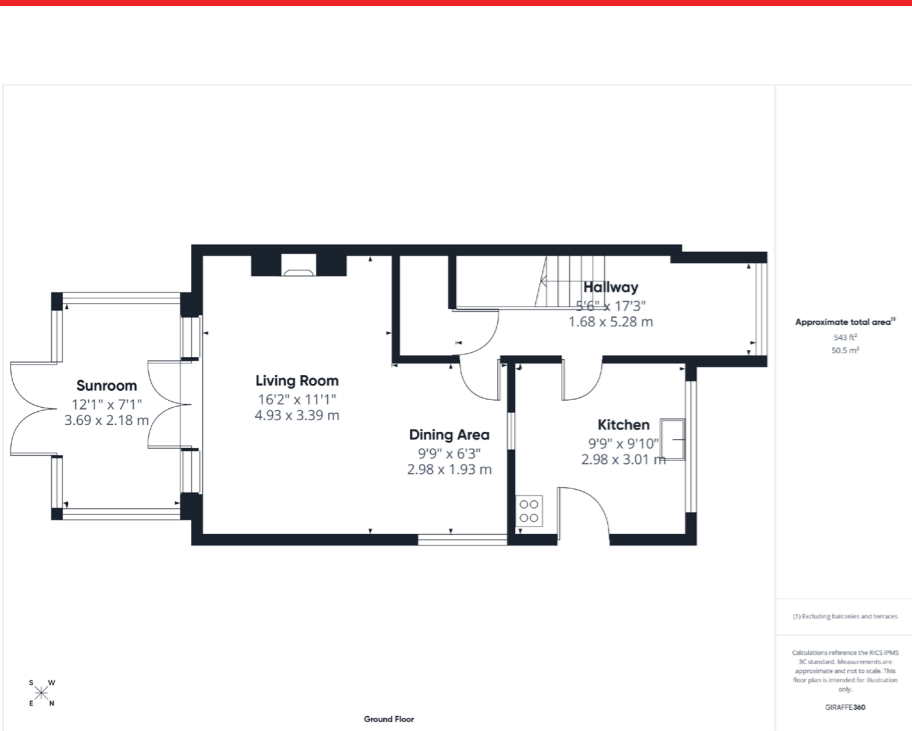 Hallway
5'6" x 17'3"
1.68 x 5.28 m
Approximate total area⁽¹⁾
543 ft²
50.5 m²
Sunroom
12'1" x 7'1"
3.69 x 2.18 m
Living Room
16'2" x 11'1"
4.93 x 3.39 m
Dining Area
9'9" x 6'3"
2.98 x 1.93 m
Kitchen
9'9" x 9'10"
2.98 x 3.01 m
(1) Excluding balconies and terraces
Calculations reference the RICS IPMS
3C standard. Measurements are
approximate and not to scale. This
floor plan is intended for illustration
only.
GIRAFFE360
S W
E N
Ground Floor